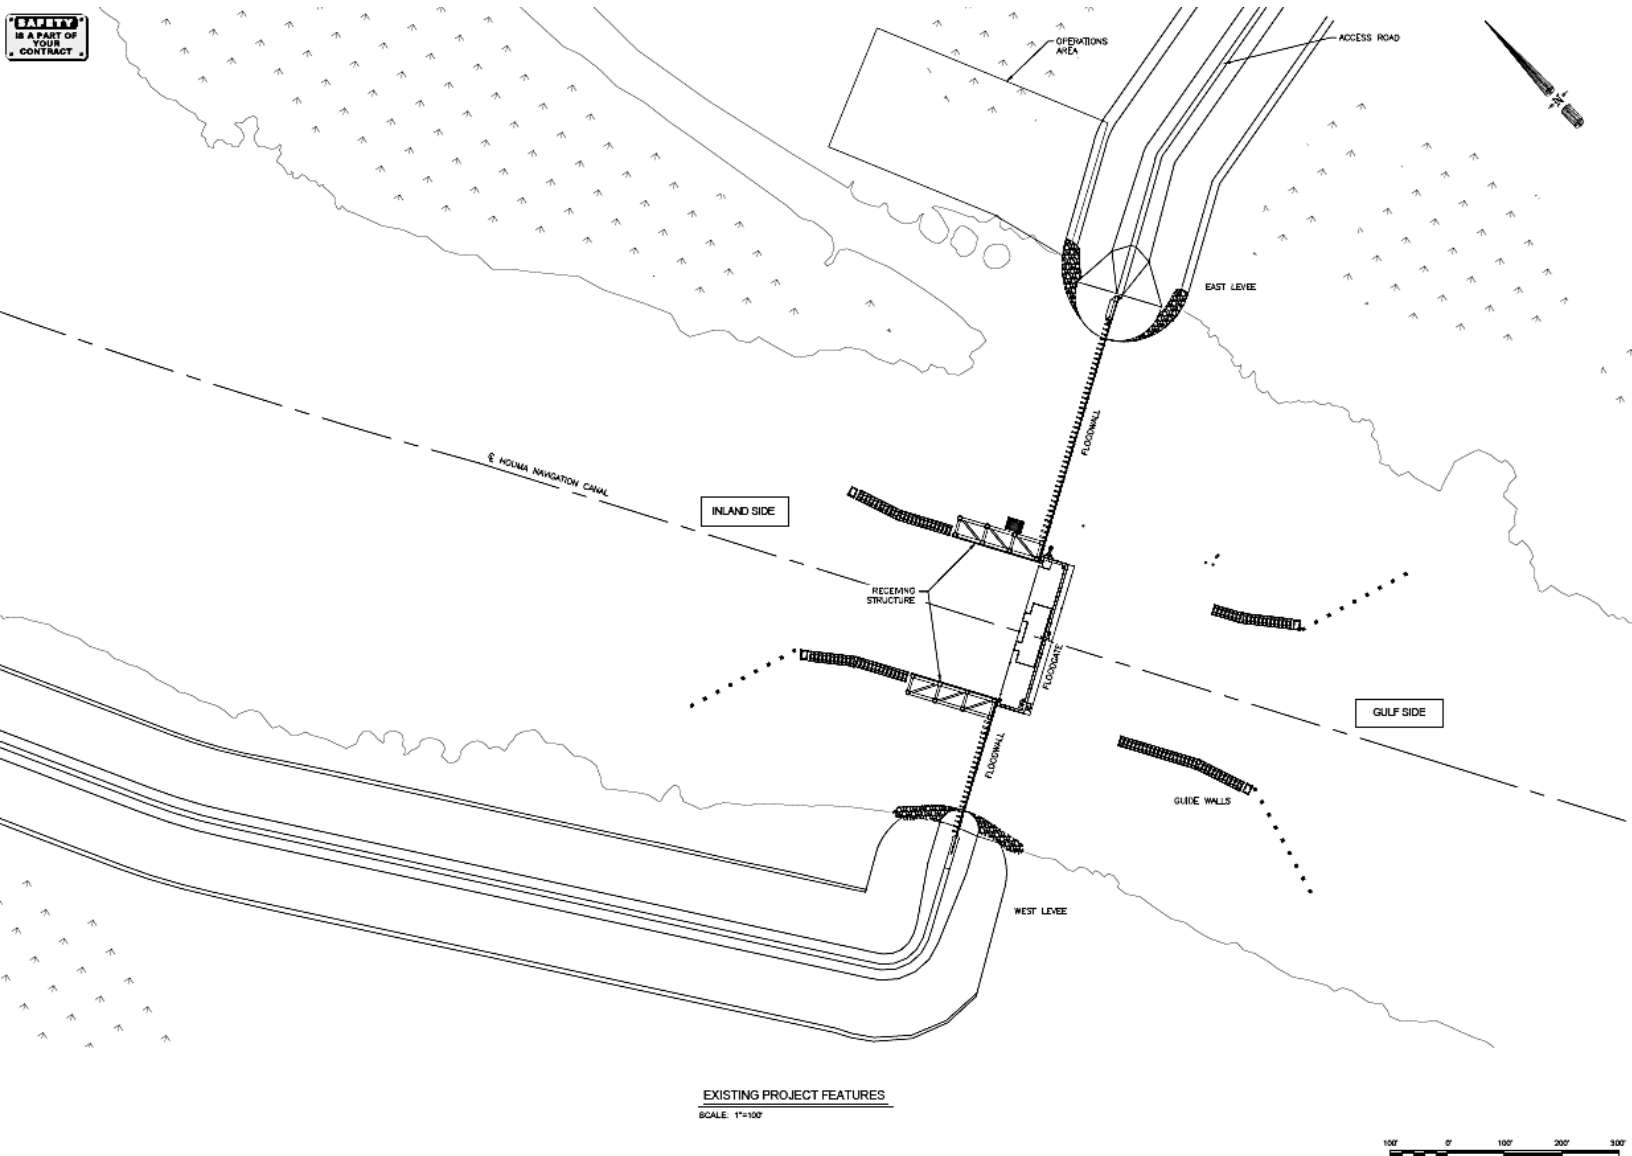 SAFETY
IS A PART OF
YOUR
CONTRACT
OPERATIONS
AREA
ACCESS ROAD
EAST LEVEE
FLOODWALL
℄ HOUMA NAVIGATION CANAL
INLAND SIDE
RECEIVING
STRUCTURE
FLOODGATE
GULF SIDE
FLOODWALL
GUIDE WALLS
WEST LEVEE
EXISTING PROJECT FEATURES
SCALE: 1"=100'
100' 0' 100' 200' 300'